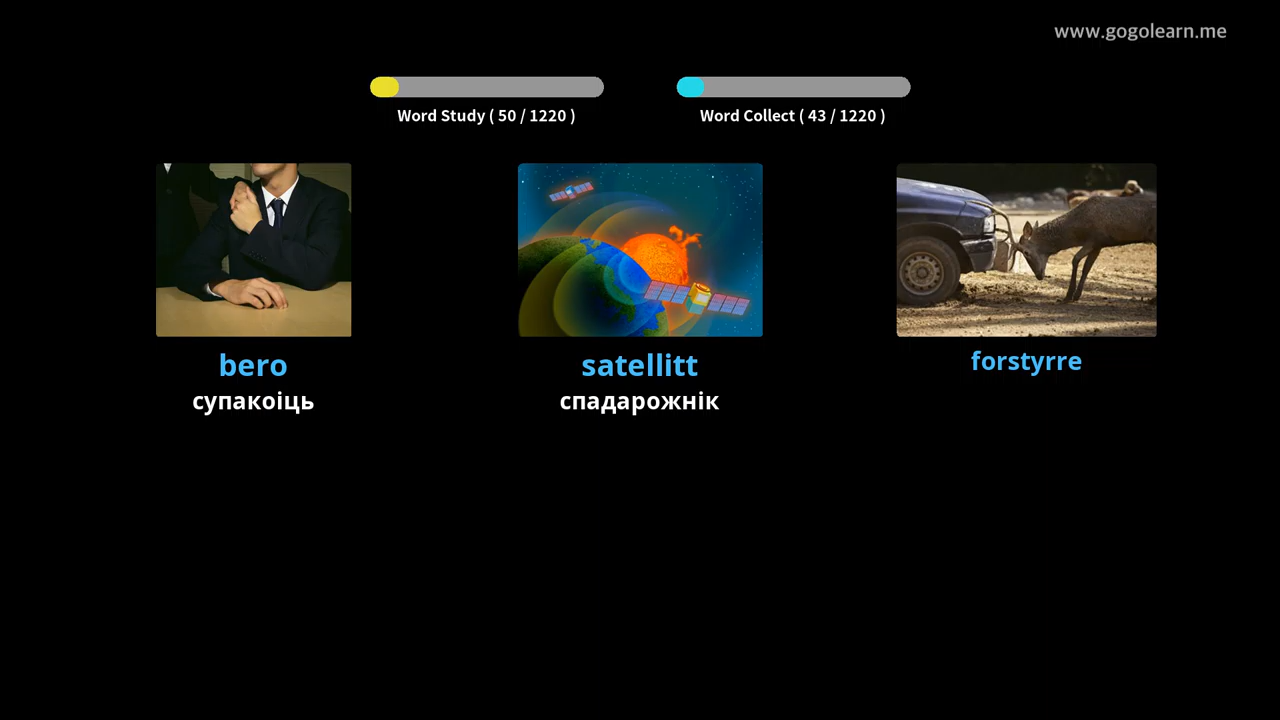 www.gogolearn.me
Word Study ( 50 / 1220 )
Word Collect ( 43 / 1220 )
bero
satellitt
forstyrre
супакоіць
спадарожнік